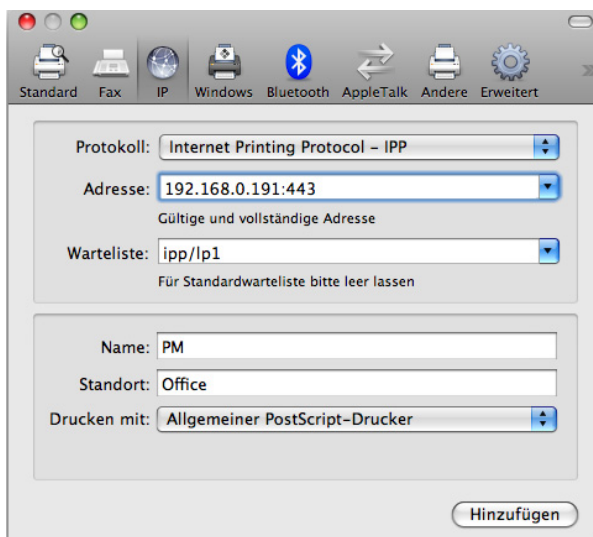 Standard Fax IP Windows Bluetooth AppleTalk Andere Erweitert
Protokoll: Internet Printing Protocol – IPP
Adresse: 192.168.0.191:443
Gültige und vollständige Adresse
Warteliste: ipp/lp1
Für Standardwarteliste bitte leer lassen
Name: PM
Standort: Office
Drucken mit: Allgemeiner PostScript-Drucker
Hinzufügen